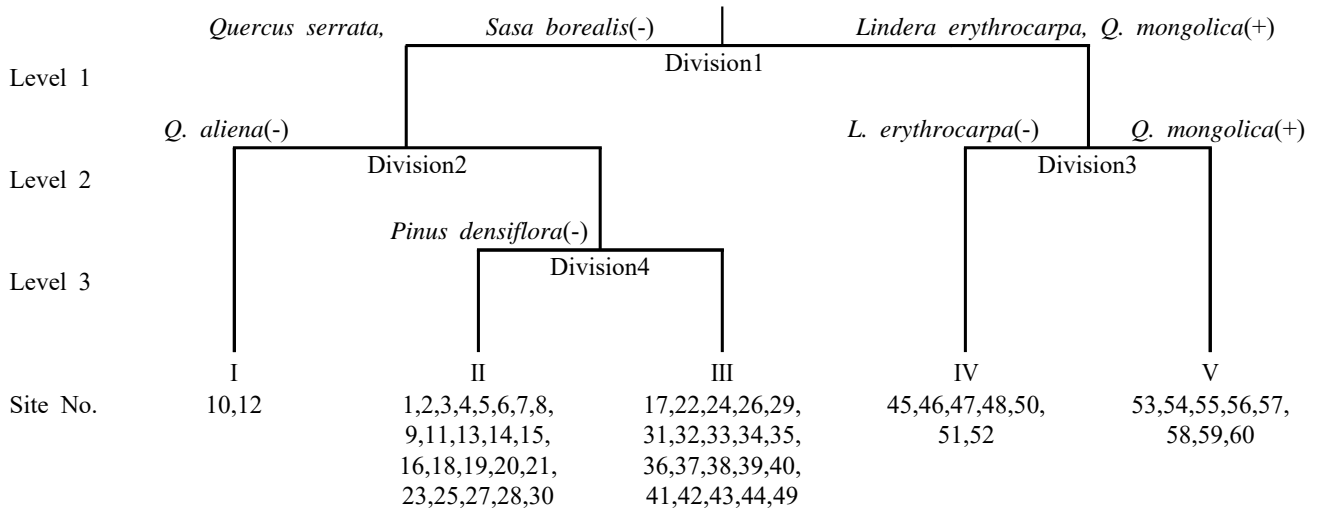 Quercus serrata, Sasa borealis(-) Lindera erythrocarpa, Q. mongolica(+)
Division1
Level 1
Q. aliena(-) L. erythrocarpa(-) Q. mongolica(+)
Division2 Division3
Level 2
Pinus densiflora(-)
Division4
Level 3
I II III IV V
Site No. 10,12 1,2,3,4,5,6,7,8, 17,22,24,26,29, 45,46,47,48,50, 53,54,55,56,57,
9,11,13,14,15, 31,32,33,34,35, 51,52 58,59,60
16,18,19,20,21, 36,37,38,39,40,
23,25,27,28,30 41,42,43,44,49